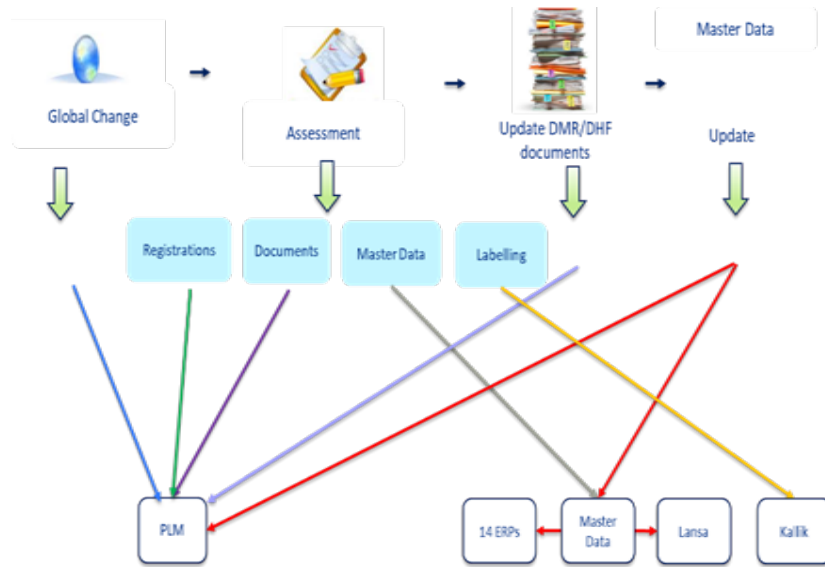 Master Data
Global Change
Assessment
Update DMR/DHF
documents
Update
Registrations
Documents
Master Data
Labelling
PLM
14 ERPs
Master
Data
Lansa
Kallik